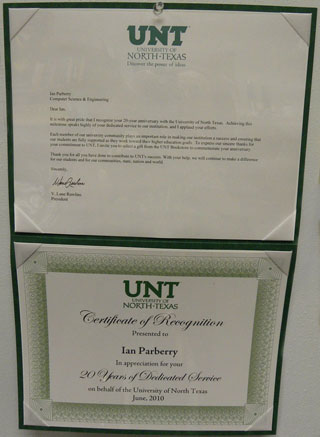 UNT
UNIVERSITY OF
NORTH·TEXAS
Discover the power of ideas
Ian Parberry
Computer Science & Engineering
Dear Ian,
It is with great pride that I recognize your 20-year anniversary with the University of North Texas. Achieving this
milestone speaks highly of your dedicated service to our institution, and I applaud your efforts.
Each member of our university community plays an important role in making our institution a success and ensuring that
our students are fully supported as they work toward their higher education goals. To express our sincere thanks for
your commitment to UNT, I invite you to select a gift from the UNT Bookstore to commemorate your anniversary.
Thank you for all you have done to contribute to UNT's success. With your help, we will continue to make a difference
for our students and for our communities, state, nation and world.
Sincerely,
V. Lane Rawlins
President
UNT
UNIVERSITY OF
NORTH·TEXAS
Certificate of Recognition
Presented to
Ian Parberry
In appreciation for your
20 Years of Dedicated Service
on behalf of the University of North Texas
June, 2010